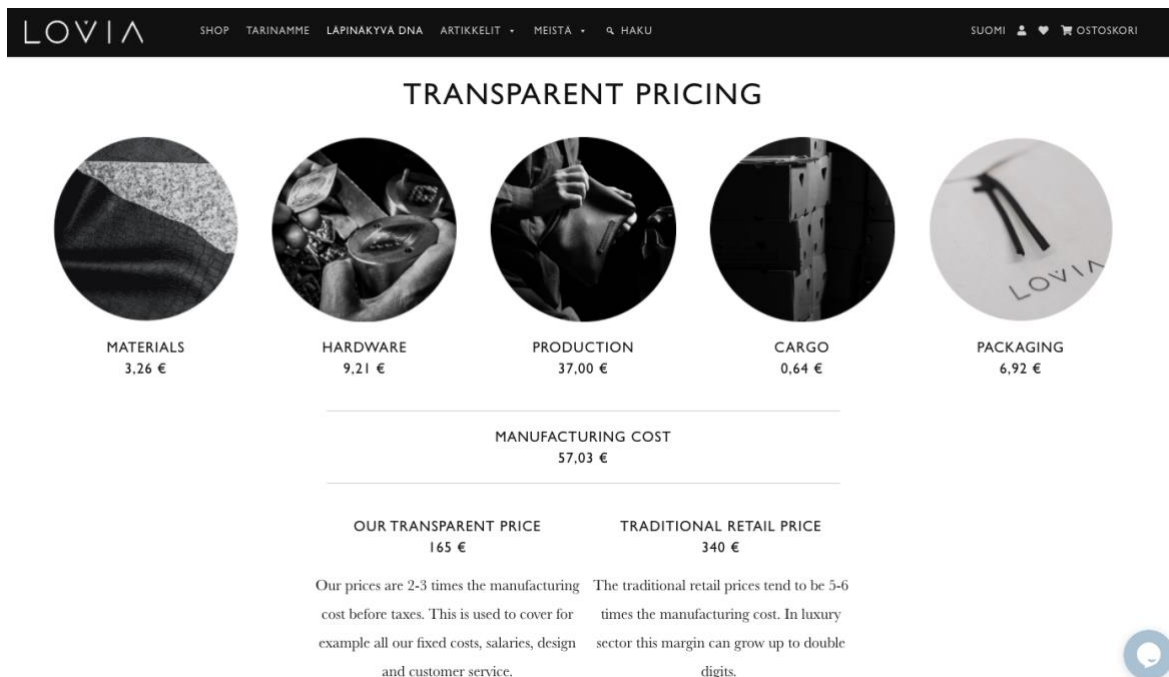 LOVIA
SHOP TARINAMME LÄPINÄKYVÄ DNA ARTIKKELIT MEISTÄ HAKU SUOMI OSTOSKORI
TRANSPARENT PRICING
LOVIA
MATERIALS HARDWARE PRODUCTION CARGO PACKAGING
3,26 € 9,21 € 37,00 € 0,64 € 6,92 €
MANUFACTURING COST
57,03 €
OUR TRANSPARENT PRICE
165 €
Our prices are 2-3 times the manufacturing
cost before taxes. This is used to cover for
example all our fixed costs, salaries, design
and customer service.
TRADITIONAL RETAIL PRICE
340 €
The traditional retail prices tend to be 5-6
times the manufacturing cost. In luxury
sector this margin can grow up to double
digits.